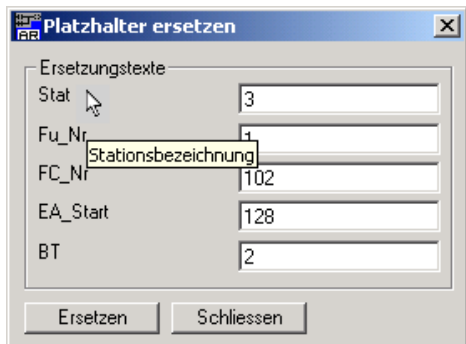 Platzhalter ersetzen
Ersetzungstexte
Stat 3
Fu_Nr 1
Stationsbezeichnung
FC_Nr 102
EA_Start 128
BT 2
Ersetzen Schliessen